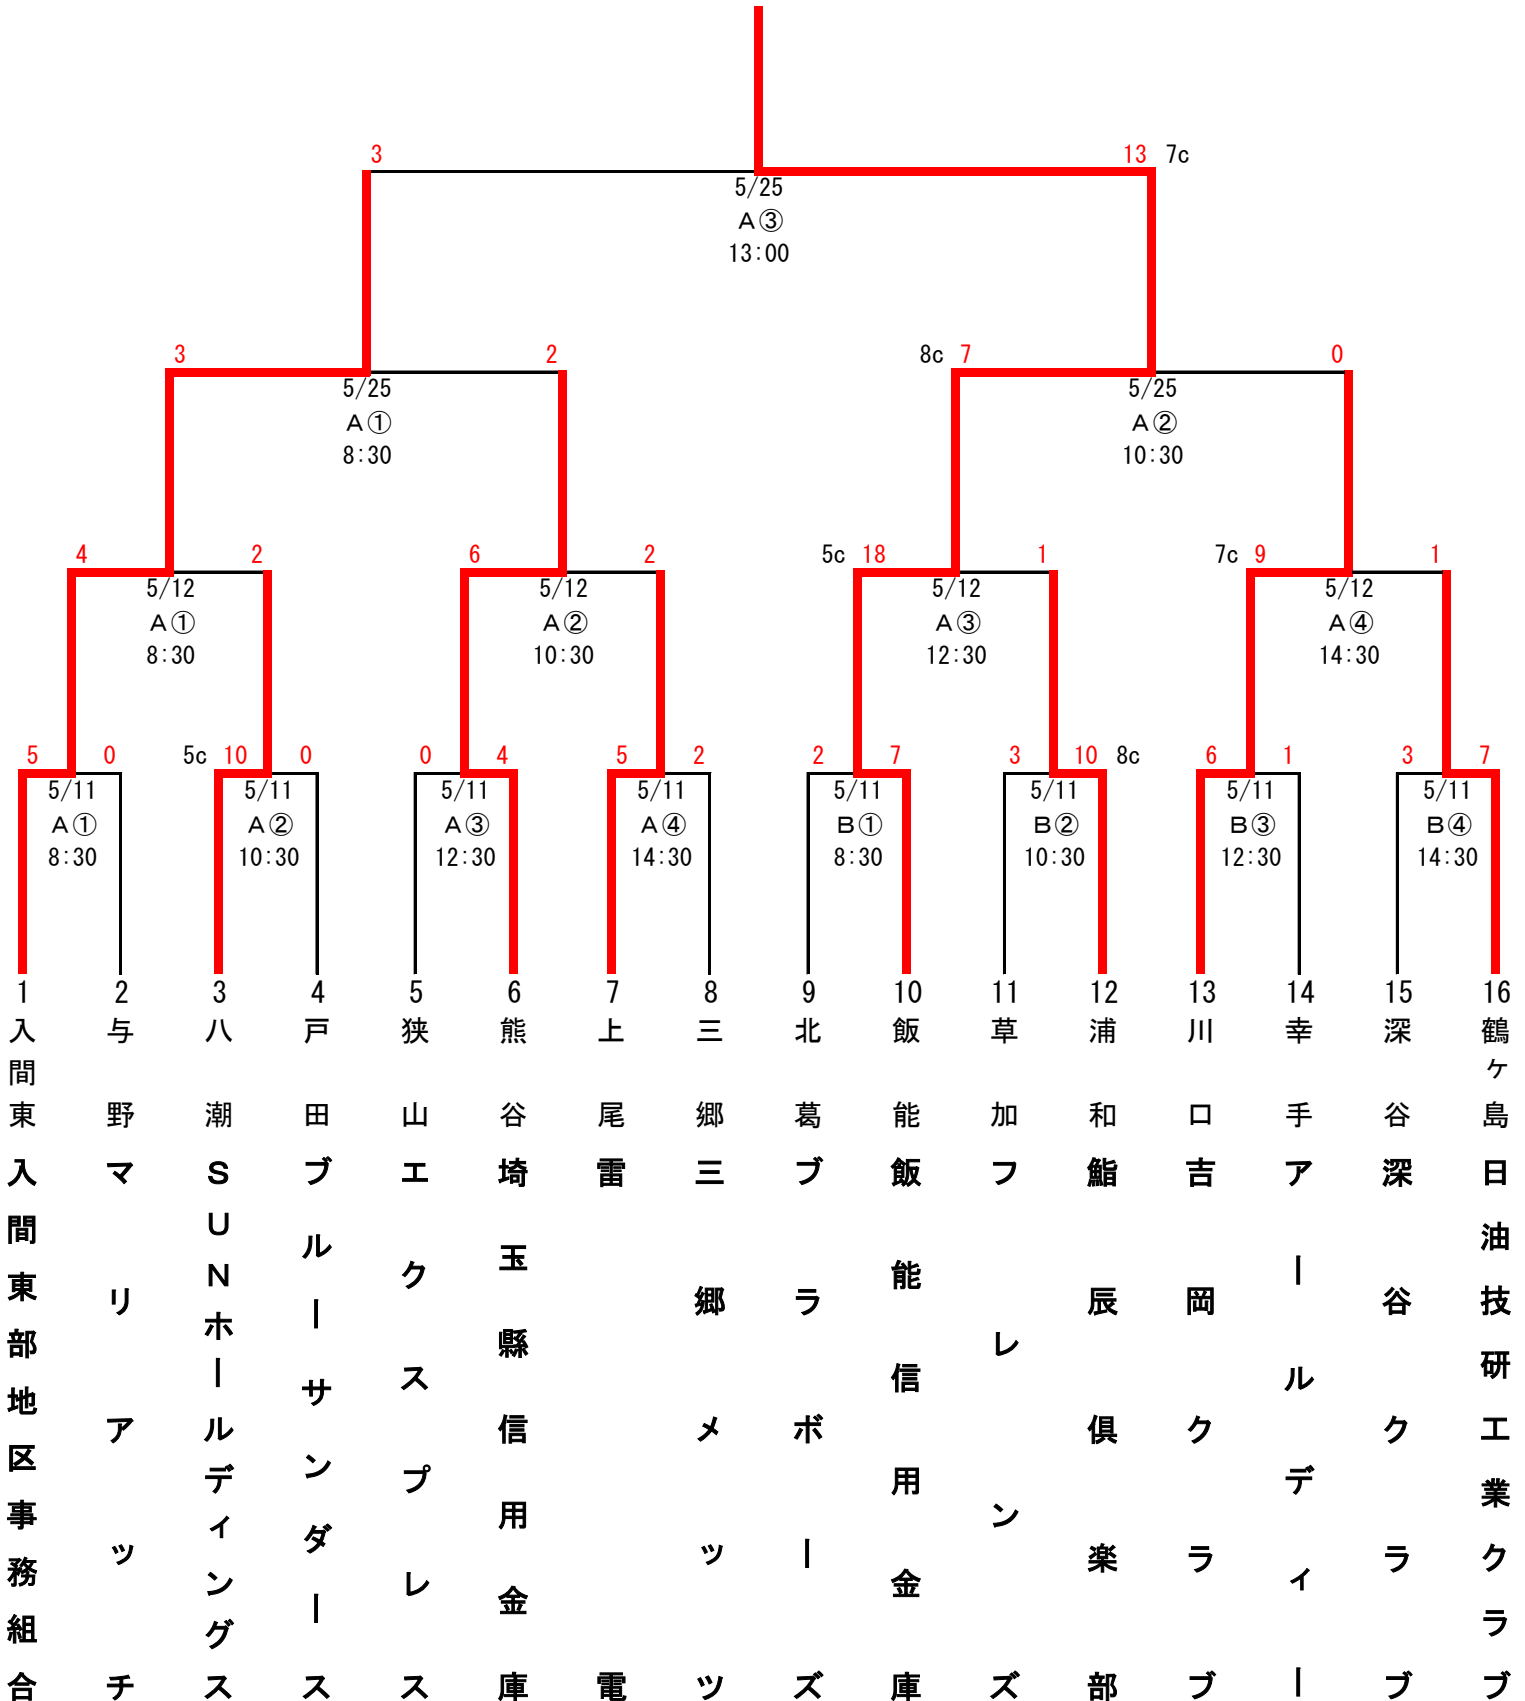 3 13 7c
5/25
A③
13:00
3 2 8c 7 0
5/25 5/25
A① A②
8:30 10:30
4 2 6 2 5c 18 1 7c 9 1
5/12 5/12 5/12 5/12
A① A② A③ A④
8:30 10:30 12:30 14:30
5 0 5c 10 0 0 4 5 2 2 7 3 10 8c 6 1 3 7
5/11 5/11 5/11 5/11 5/11 5/11 5/11 5/11
A① A② A③ A④ B① B② B③ B④
8:30 10:30 12:30 14:30 8:30 10:30 12:30 14:30
1 2 3 4 5 6 7 8 9 10 11 12 13 14 15 16
入間東
与野
八潮
戸田
狭山
熊谷
上尾
三郷
北葛
飯能
草加
浦和
川口
幸手
深谷
鶴ヶ島
入間東部地区事務組合
マリアッチ
SUNホールディングス
ブルーサンダース
エクスプレス
埼玉縣信用金庫
雷電
三郷メッツ
ブラボーズ
飯能信用金庫
フレンズ
鮨辰倶楽部
吉岡クラブ
アールディー
深谷クラブ
日油技研工業クラブ